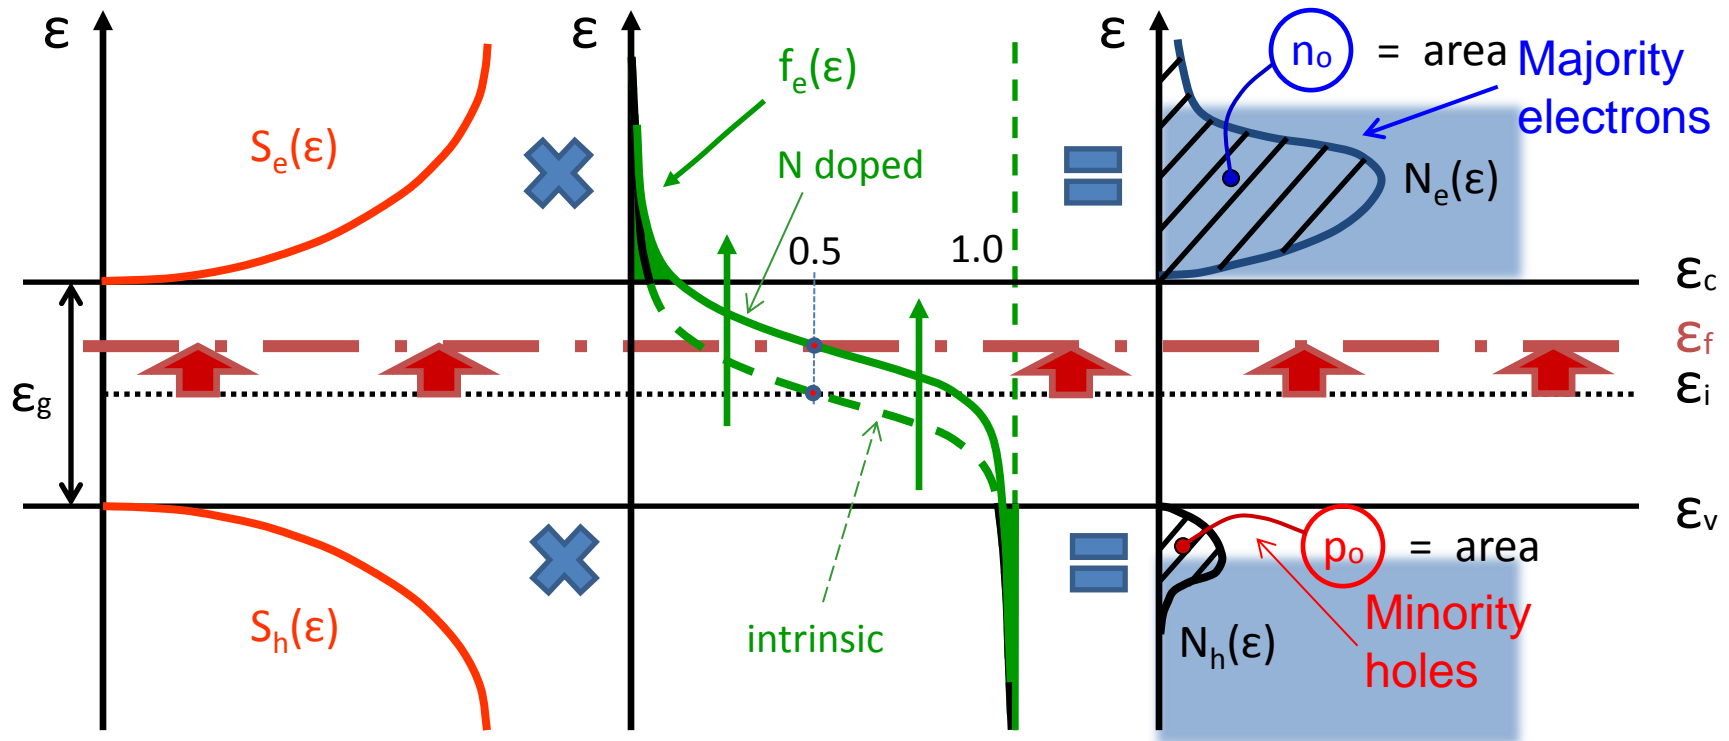 ε
ε
ε
Sₑ(ε)
fₑ(ε)
N doped
0.5
1.0
nₒ = area
Majority
electrons
Nₑ(ε)
ε꜀
εf
εᵢ
εg
εᵥ
Sₕ(ε)
intrinsic
pₒ = area
Minority
holes
Nₕ(ε)